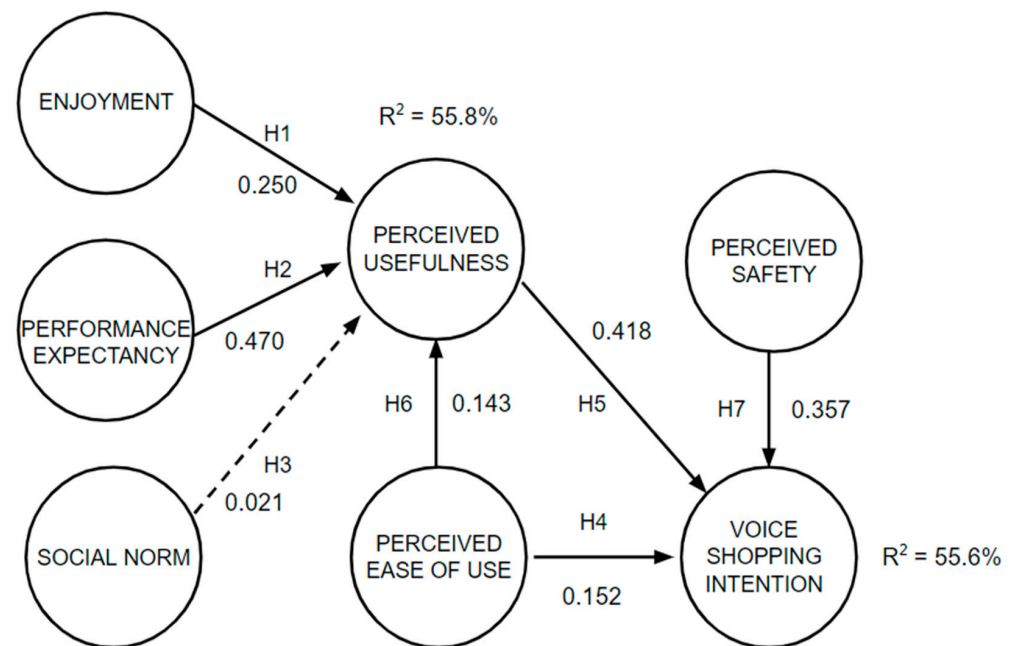 ENJOYMENT
H1
0.250
R² = 55.8%
PERCEIVED
USEFULNESS
PERCEIVED
SAFETY
H2
0.470
PERFORMANCE
EXPECTANCY
0.418
H6
0.143
H5
H7
0.357
H3
0.021
SOCIAL NORM
PERCEIVED
EASE OF USE
H4
0.152
VOICE
SHOPPING
INTENTION
R² = 55.6%